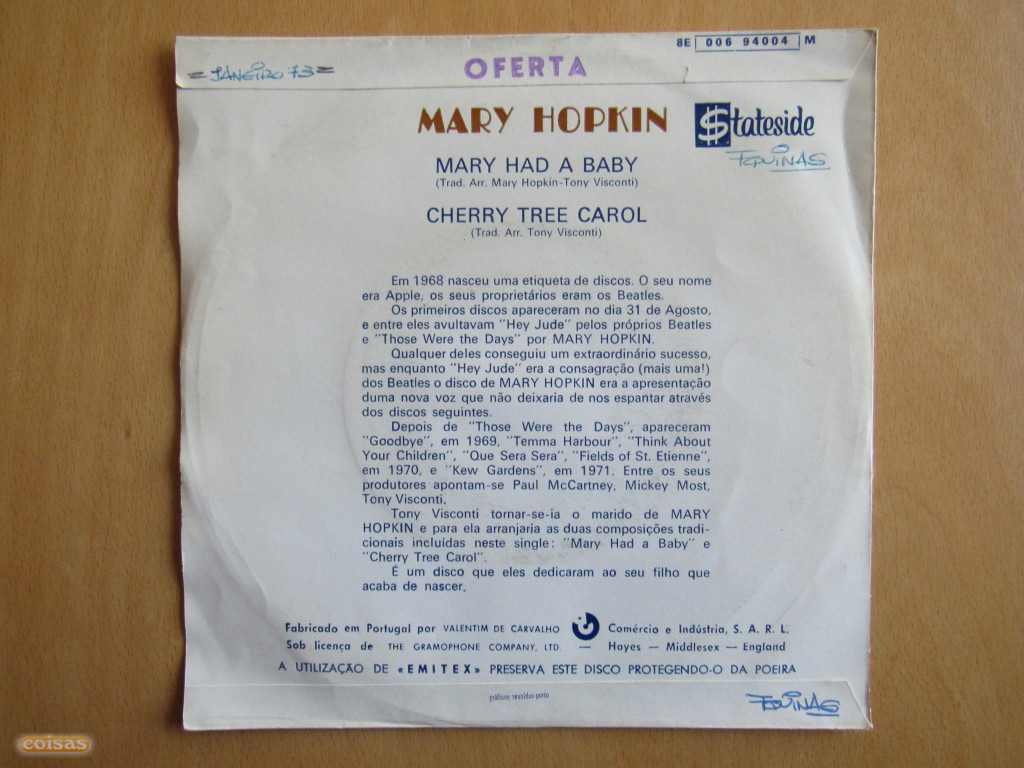 8E 006 94004 M
= JANEIRO 73 =
OFERTA
MARY HOPKIN
Stateside
MARY HAD A BABY
(Trad. Arr. Mary Hopkin-Tony Visconti)
CHERRY TREE CAROL
(Trad. Arr. Tony Visconti)
Em 1968 nasceu uma etiqueta de discos. O seu nome
era Apple, os seus proprietários eram os Beatles.
Os primeiros discos apareceram no dia 31 de Agosto,
e entre eles avultavam "Hey Jude" pelos próprios Beatles
e "Those Were the Days" por MARY HOPKIN.
Qualquer deles conseguiu um extraordinário sucesso,
mas enquanto "Hey Jude" era a consagração (mais uma!)
dos Beatles o disco de MARY HOPKIN era a apresentação
duma nova voz que não deixaria de nos espantar através
dos discos seguintes.
Depois de "Those Were the Days", apareceram
"Goodbye", em 1969, "Temma Harbour", "Think About
Your Children", "Que Sera Sera", "Fields of St. Etienne",
em 1970, e "Kew Gardens", em 1971. Entre os seus
produtores apontam-se Paul McCartney, Mickey Most,
Tony Visconti.
Tony Visconti tornar-se-ia o marido de MARY
HOPKIN e para ela arranjaria as duas composições tradi-
cionais incluídas neste single: "Mary Had a Baby" e
"Cherry Tree Carol".
É um disco que eles dedicaram ao seu filho que
acaba de nascer.
Fabricado em Portugal por VALENTIM DE CARVALHO Comércio e Indústria, S. A. R. L.
Sob licença de THE GRAMOPHONE COMPANY, LTD. — Hayes — Middlesex — England
A UTILIZAÇÃO DE «EMITEX» PRESERVA ESTE DISCO PROTEGENDO-O DA POEIRA
gráficos reunidos-porto
coisas